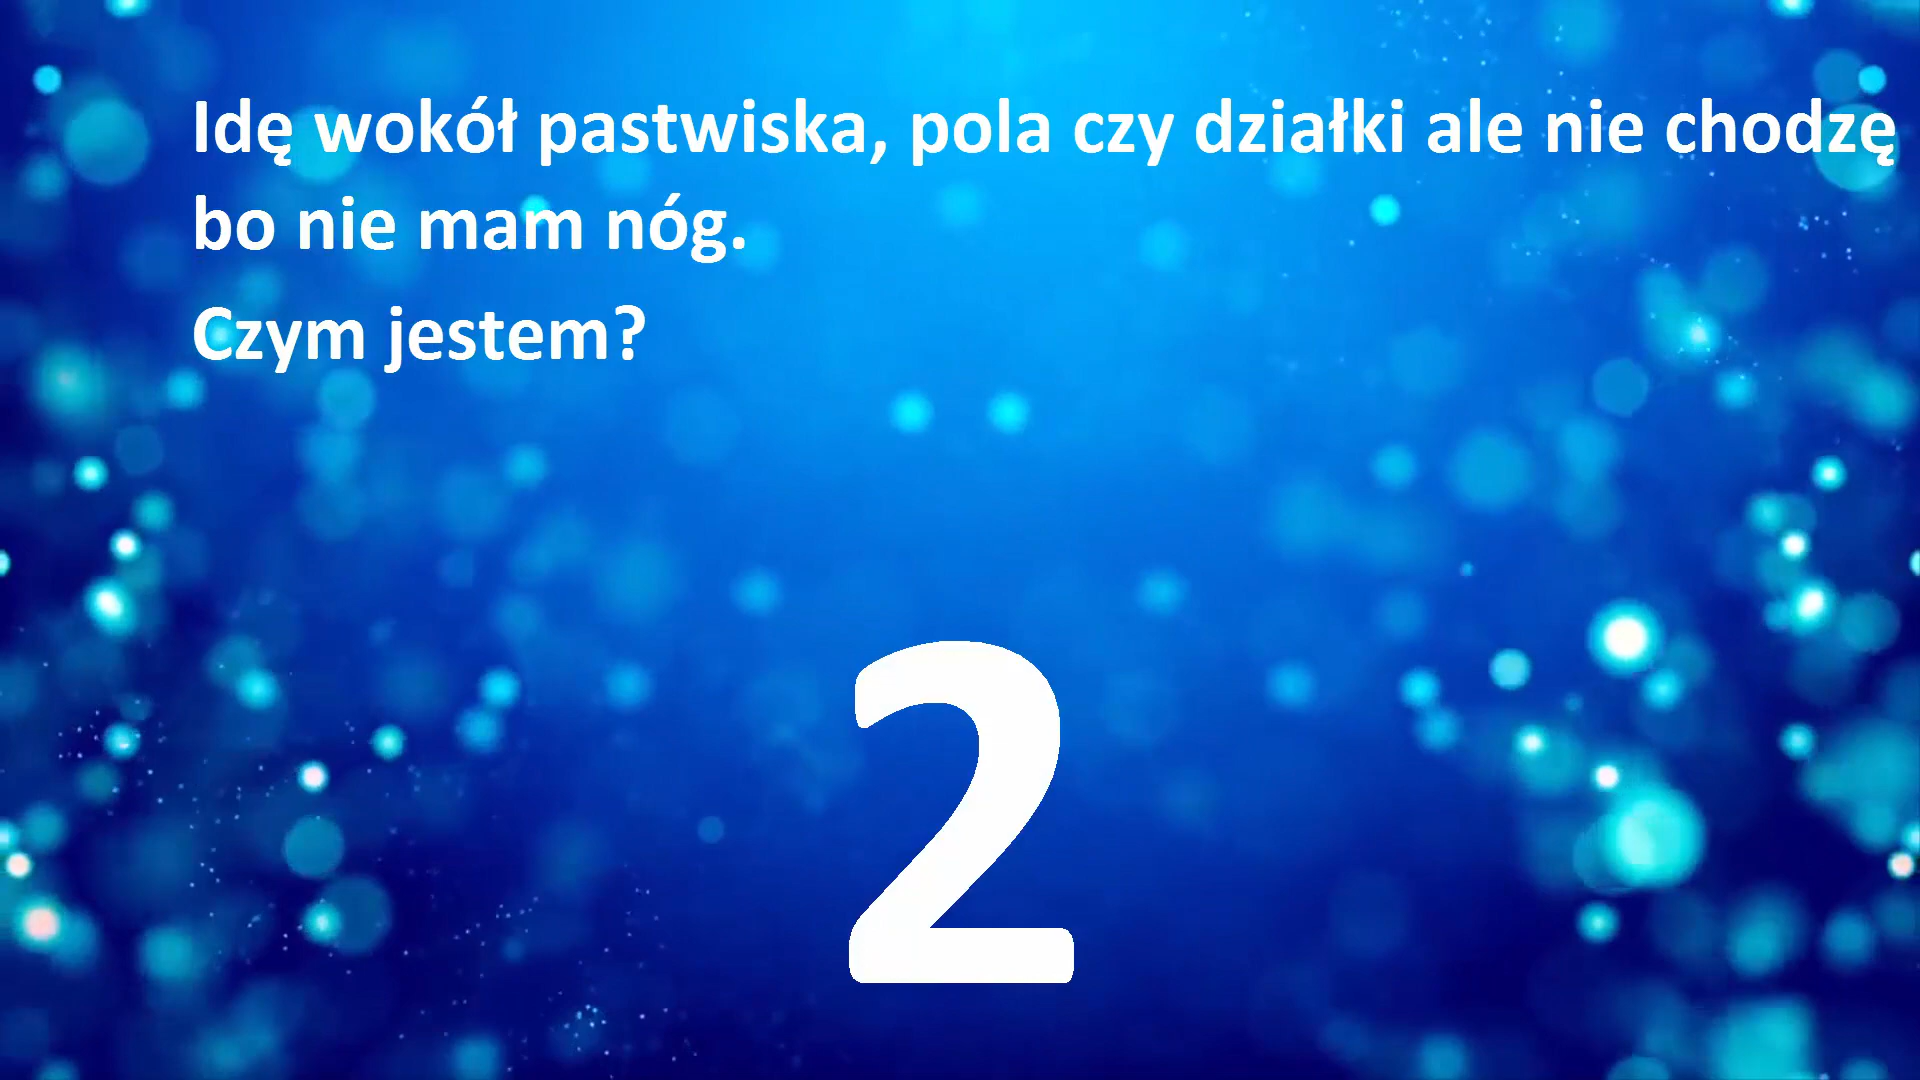 Idę wokół pastwiska, pola czy działki ale nie chodzę
bo nie mam nóg.
Czym jestem?
2